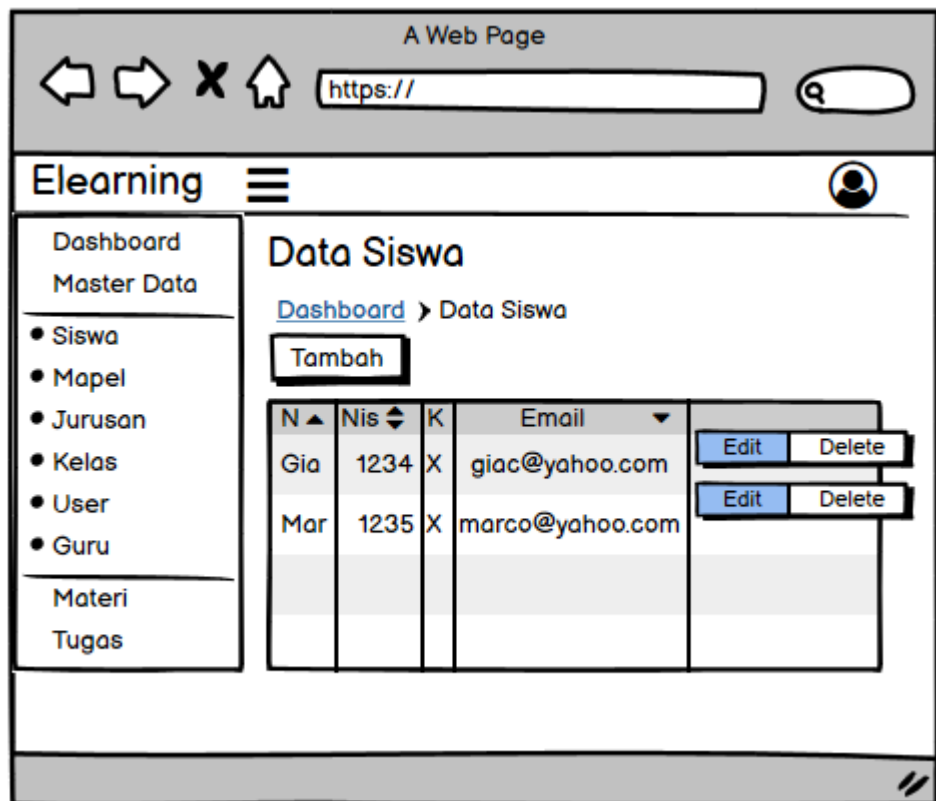 A Web Page
https://
Elearning
Dashboard
Master Data
Siswa
Mapel
Jurusan
Kelas
User
Guru
Materi
Tugas
Data Siswa
Dashboard Data Siswa
Tambah
N Nis K Email
Gia 1234 X giac@yahoo.com Edit Delete
Mar 1235 X marco@yahoo.com Edit Delete